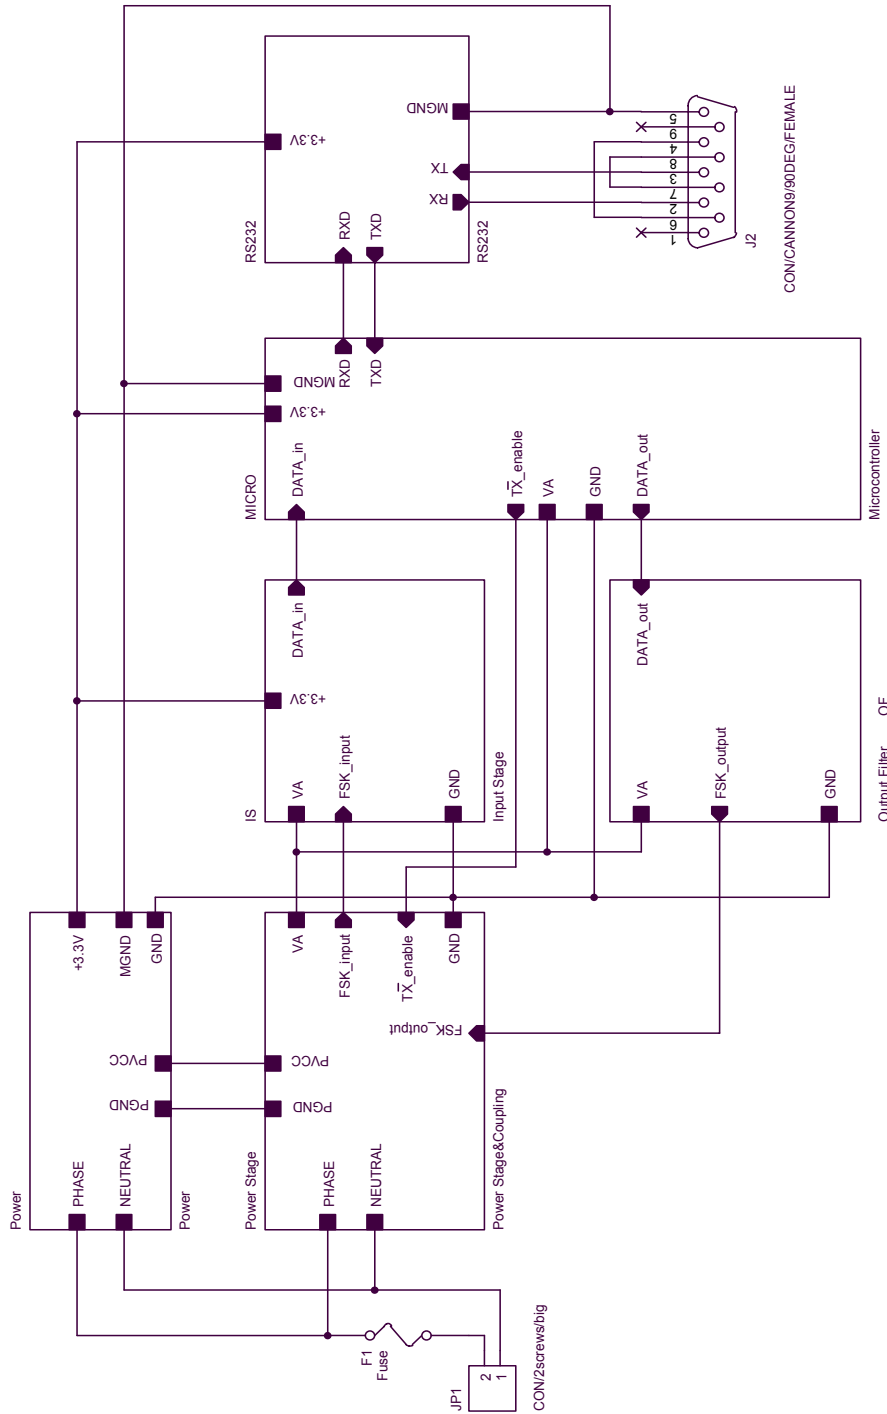 Power
PHASE
NEUTRAL
PGND
PVCC
+3.3V
MGND
GND
Power
Power Stage
PHASE
NEUTRAL
PGND
PVCC
VA
FSK_input
TX_enable
GND
FSK_output
Power Stage&Coupling
JP1
2
1
CON/2screws/big
F1
Fuse
IS
VA
FSK_input
GND
+3.3V
DATA_in
Input Stage
MICRO
DATA_in
+3.3V
MGND
RXD
TXD
TX_enable
VA
GND
DATA_out
Microcontroller
DATA_out
VA
FSK_output
GND
Output Filter
OF
RS232
+3.3V
RXD
TXD
MGND
TX
RX
RS232
5
9
4
8
3
7
2
6
1
J2
CON/CANNON9/90DEG/FEMALE